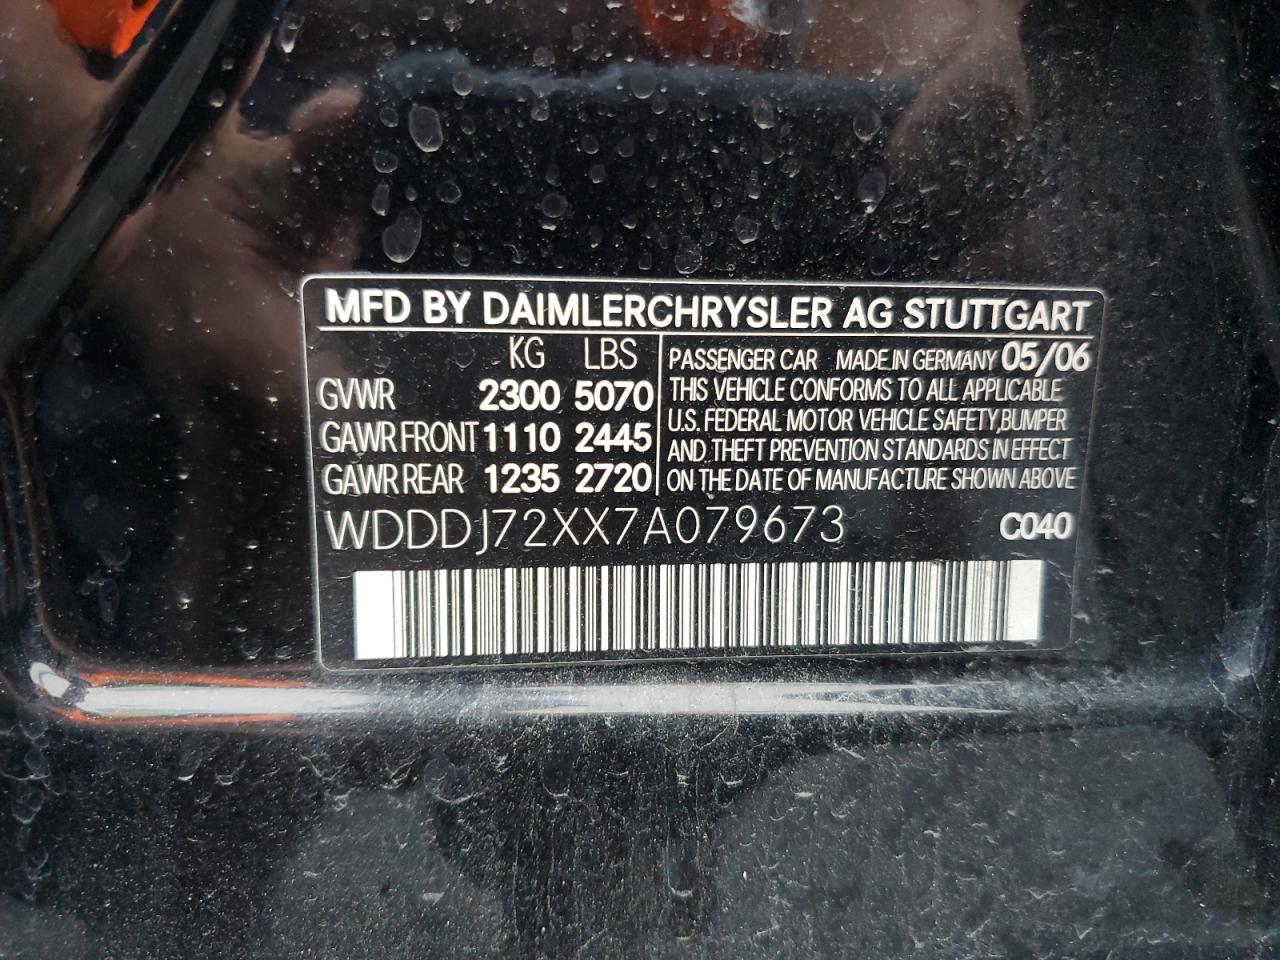 MFD BY DAIMLERCHRYSLER AG STUTTGART
KG LBS
GVWR 2300 5070
GAWR FRONT 1110 2445
GAWR REAR 1235 2720
PASSENGER CAR MADE IN GERMANY 05/06
THIS VEHICLE CONFORMS TO ALL APPLICABLE
U.S. FEDERAL MOTOR VEHICLE SAFETY, BUMPER
AND THEFT PREVENTION STANDARDS IN EFFECT
ON THE DATE OF MANUFACTURE SHOWN ABOVE
WDDDJ72XX7A079673 C040